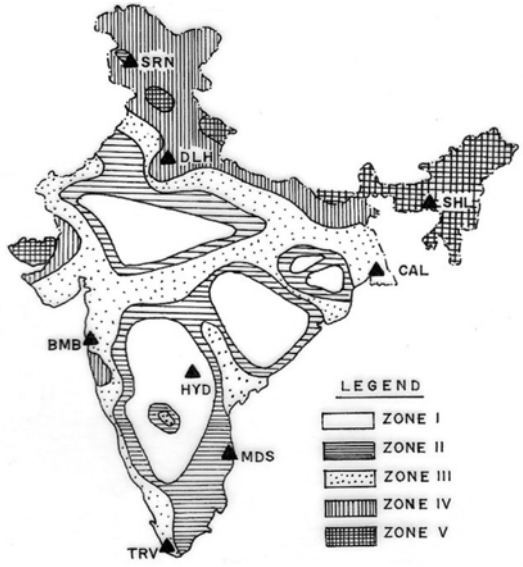 SRN
DLH
SHL
CAL
BMB
HYD
MDS
TRV
LEGEND
ZONE I
ZONE II
ZONE III
ZONE IV
ZONE V